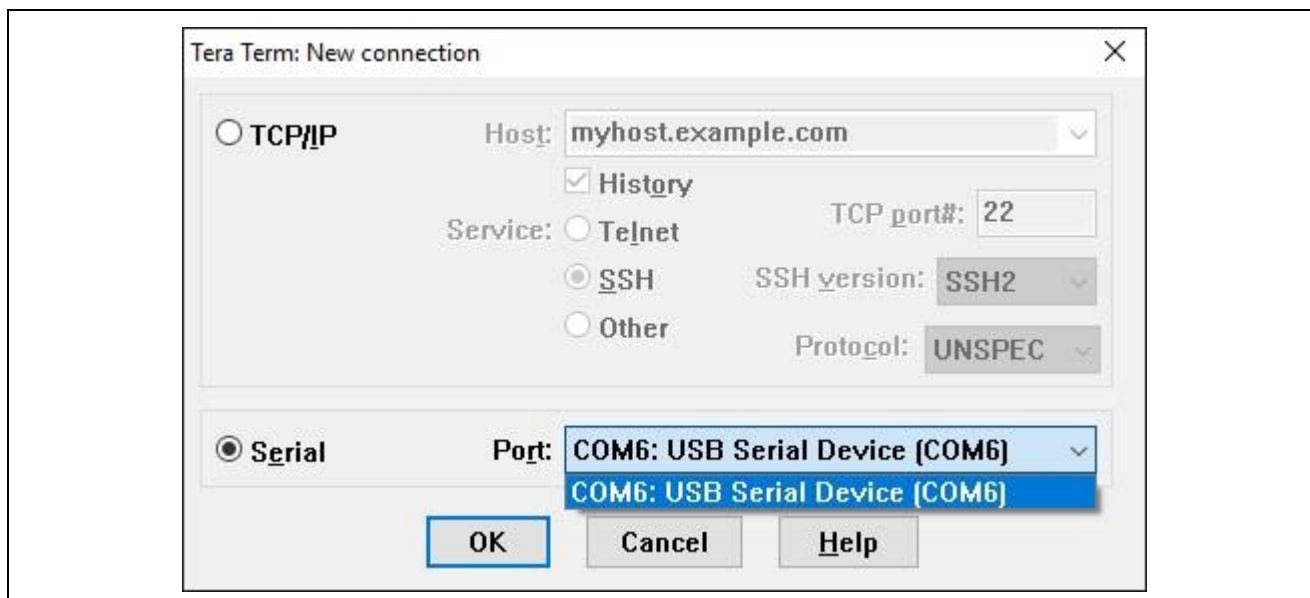 Tera Term: New connection
TCP/IP
Host: myhost.example.com
History
Service: Telnet
TCP port#: 22
SSH
SSH version: SSH2
Other
Protocol: UNSPEC
Serial
Port: COM6: USB Serial Device (COM6)
COM6: USB Serial Device (COM6)
OK Cancel Help